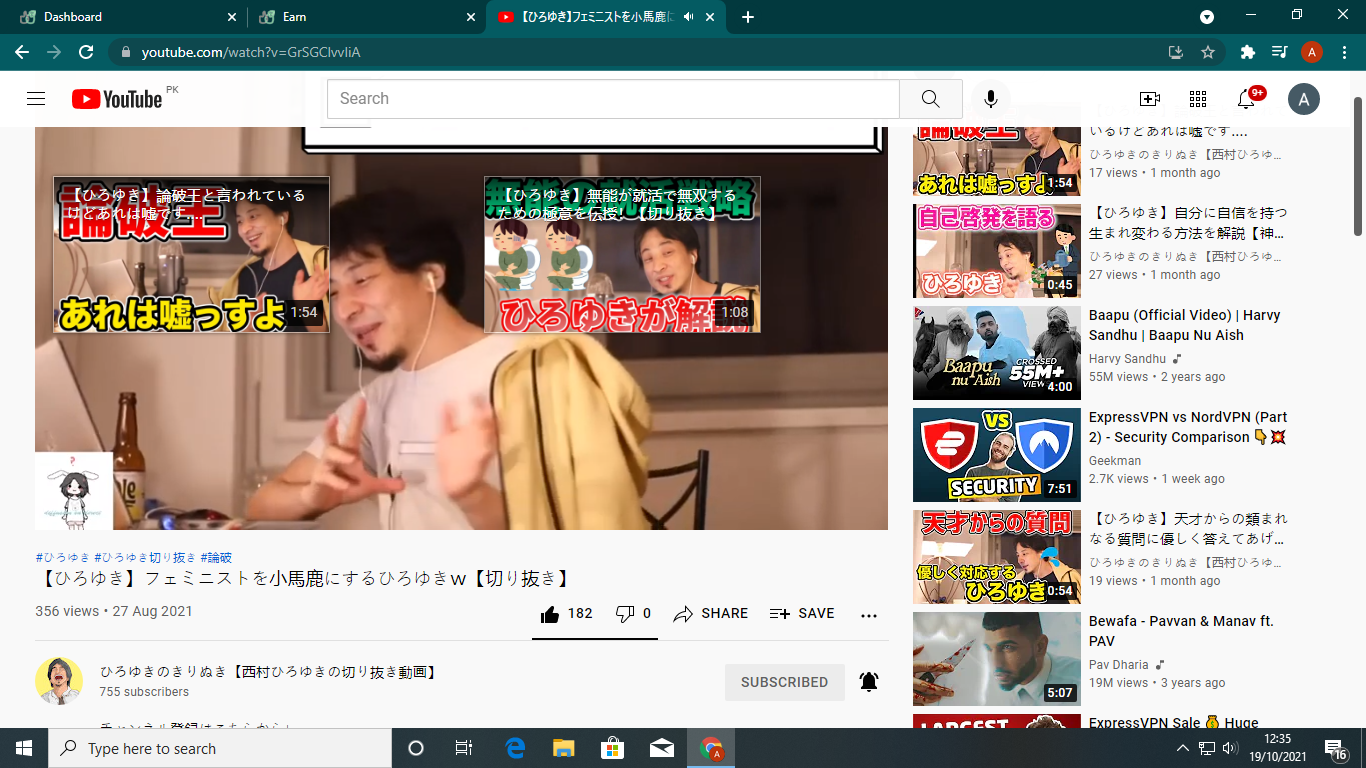 Dashboard
Earn
【ひろゆき】フェミニストを小馬鹿に
youtube.com/watch?v=GrSGClvvliA
YouTube PK
Search
9+
A
【ひろゆき】論破王と言われている
けどあれは嘘です....
論破王
あれは嘘っすよ
1:54
【ひろゆき】無能が就活で無双する
ための極意を伝授！【切り抜き】
無能の就活戦略
ひろゆきが解説
1:08
#ひろゆき #ひろゆき切り抜き #論破
【ひろゆき】フェミニストを小馬鹿にするひろゆきw【切り抜き】
356 views • 27 Aug 2021
182
0
SHARE
SAVE
ひろゆきのきりぬき【西村ひろゆきの切り抜き動画】
755 subscribers
SUBSCRIBED
チャンネル登録はこちらから↓
論破王
あれは嘘っすよ
1:54
いるけどあれは嘘です....
ひろゆきのきりぬき【西村ひろゆ...
17 views • 1 month ago
自己啓発を語る
ひろゆき
0:45
【ひろゆき】自分に自信を持つ
生まれ変わる方法を解説【神...
ひろゆきのきりぬき【西村ひろゆ...
27 views • 1 month ago
Baapu nu Aish
CROSSED
55M+
VIEW
4:00
Baapu (Official Video) | Harvy
Sandhu | Baapu Nu Aish
Harvy Sandhu
55M views • 2 years ago
VS
SECURITY
7:51
ExpressVPN vs NordVPN (Part
2) - Security Comparison 👇💥
Geekman
2.7K views • 1 week ago
天才からの質問
優しく対応する
ひろゆき
0:54
【ひろゆき】天才からの類まれ
なる質問に優しく答えてあげ...
ひろゆきのきりぬき【西村ひろゆ...
19 views • 1 month ago
5:07
Bewafa - Pavvan & Manav ft.
PAV
Pav Dharia
19M views • 3 years ago
LARGEST
ExpressVPN Sale 💰 Huge
Type here to search
12:35
19/10/2021
16